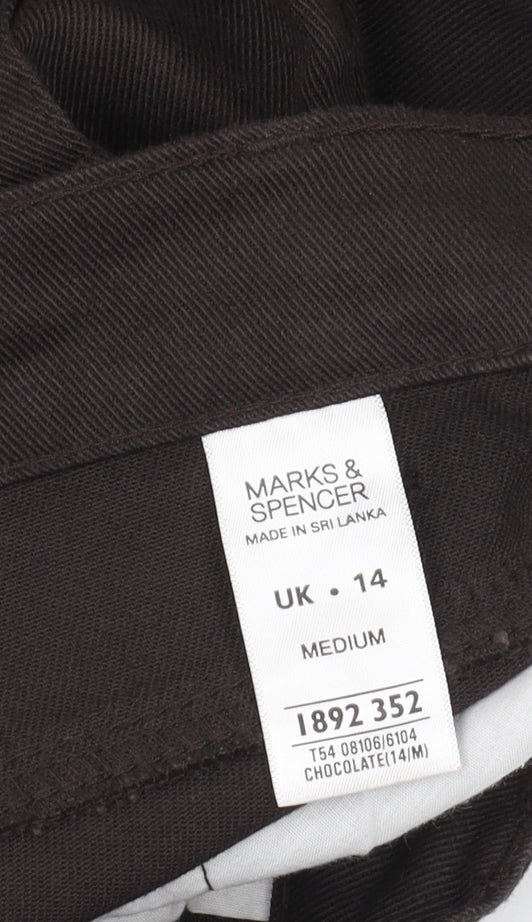 MARKS &
SPENCER
MADE IN SRI LANKA
UK • 14
MEDIUM
1892 352
T54 08106/6104
CHOCOLATE(14/M)